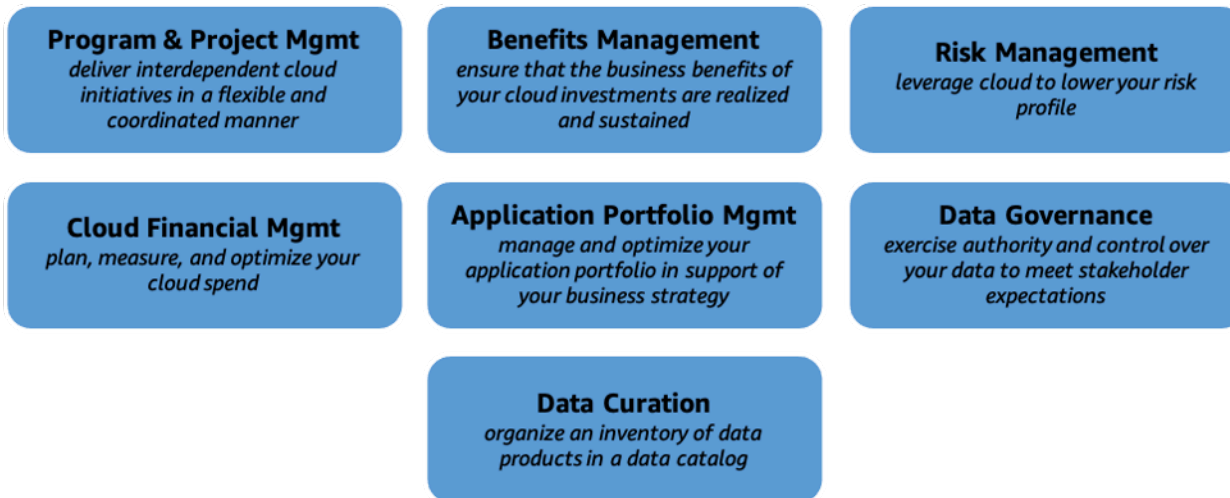 Program & Project Mgmt
deliver interdependent cloud
initiatives in a flexible and
coordinated manner
Benefits Management
ensure that the business benefits of
your cloud investments are realized
and sustained
Risk Management
leverage cloud to lower your risk
profile
Cloud Financial Mgmt
plan, measure, and optimize your
cloud spend
Application Portfolio Mgmt
manage and optimize your
application portfolio in support of
your business strategy
Data Governance
exercise authority and control over
your data to meet stakeholder
expectations
Data Curation
organize an inventory of data
products in a data catalog